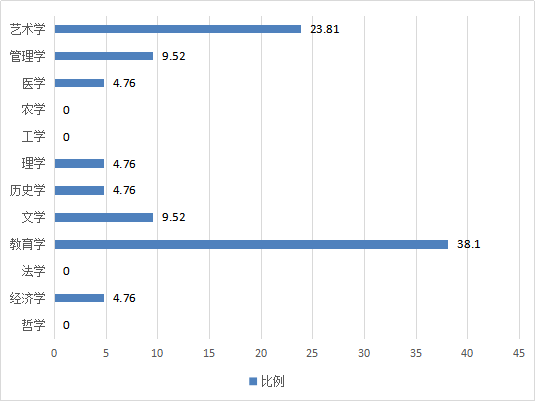 艺术学 23.81
管理学 9.52
医学 4.76
农学 0
工学 0
理学 4.76
历史学 4.76
文学 9.52
教育学 38.1
法学 0
经济学 4.76
哲学 0
0 5 10 15 20 25 30 35 40 45
比例